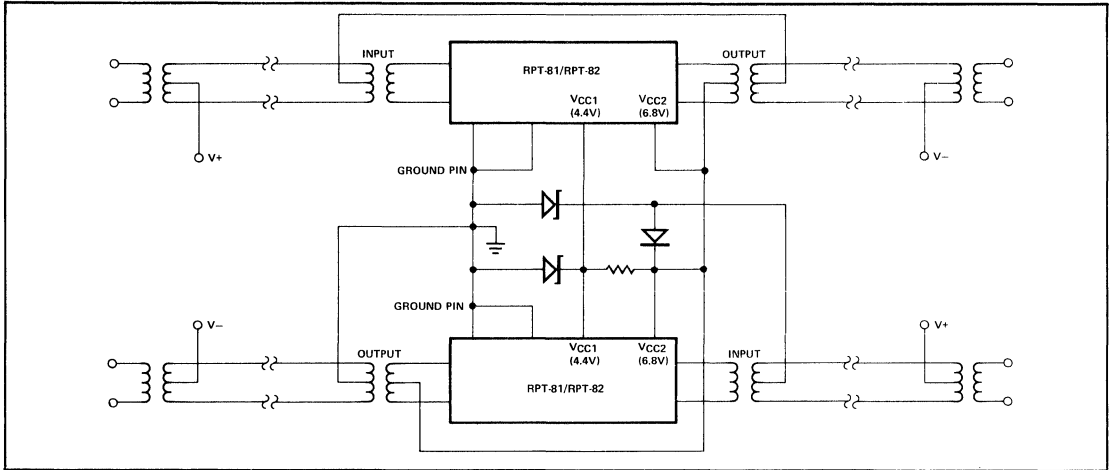 INPUT
RPT-81/RPT-82
OUTPUT
VCC1
(4.4V)
VCC2
(6.8V)
V+
V–
GROUND PIN
GROUND PIN
V–
V+
OUTPUT
VCC1
(4.4V)
VCC2
(6.8V)
INPUT
RPT-81/RPT-82